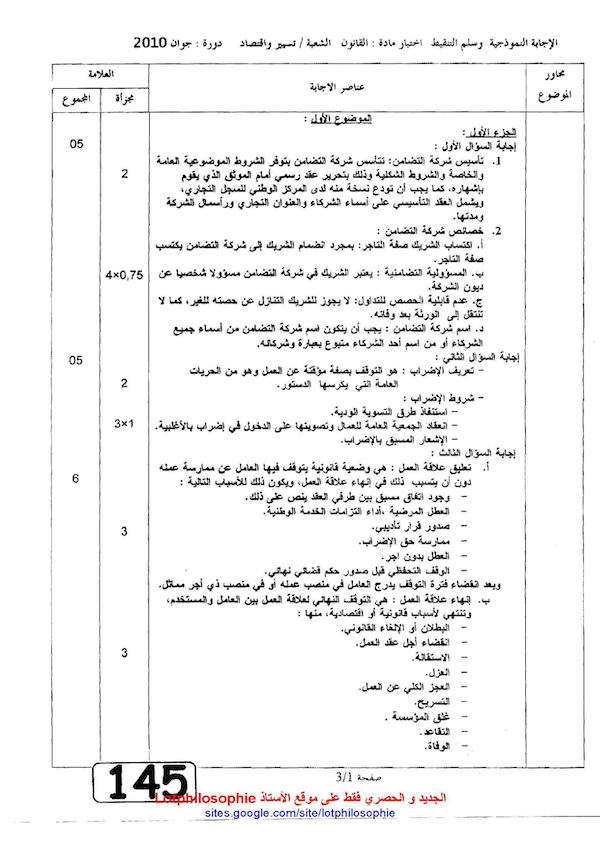 الإجابة النموذجية وسلم التنقيط اختبار مادة : القانون الشعبة / تسيير واقتصاد دورة : جوان 2010
محاور الموضوع
عناصر الإجابة
العلامة
مجزأة
المجموع
الموضوع الأول :
الجزء الأول :
إجابة السؤال الأول :
05
1. تأسيس شركة التضامن: تتأسس شركة التضامن بتوفر الشروط الموضوعية العامة
والخاصة والشروط الشكلية وذلك بتحرير عقد رسمي أمام الموثق الذي يقوم
2
بإشهاره، كما يجب أن تودع نسخة منه لدى المركز الوطني للسجل التجاري،
ويشمل العقد التأسيسي على أسماء الشركاء والعنوان التجاري ورأسمال الشركة
ومدتها.
2. خصائص شركة التضامن :
أ. اكتساب الشريك صفة التاجر: بمجرد انضمام الشريك إلى شركة التضامن يكتسب
صفة التاجر.
ب. المسؤولية التضامنية : يعتبر الشريك في شركة التضامن مسؤولا شخصيا عن
4×0,75
ديون الشركة.
ج. عدم قابلية الحصص للتداول: لا يجوز للشريك التنازل عن حصته للغير، كما لا
تنتقل إلى الورثة بعد وفاته.
د. اسم شركة التضامن : يجب أن يتكون اسم شركة التضامن من أسماء جميع
الشركاء أو من اسم أحد الشركاء متبوع بعبارة وشركائه.
إجابة السؤال الثاني :
05
– تعريف الإضراب : هو التوقف بصفة مؤقتة عن العمل وهو من الحريات
العامة التي يكرسها الدستور.
2
– شروط الإضراب :
– استنفاذ طرق التسوية الودية.
– انعقاد الجمعية العامة للعمال وتصويتها على الدخول في إضراب بالأغلبية.
3×1
– الإشعار المسبق بالإضراب.
إجابة السؤال الثالث :
أ. تعليق علاقة العمل : هي وضعية قانونية يتوقف فيها العامل عن ممارسة عمله
دون أن يتسبب ذلك في إنهاء علاقة العمل، ويكون ذلك للأسباب التالية :
6
– وجود اتفاق مسبق بين طرفي العقد ينص على ذلك.
– العطل المرضية ،أداء التزامات الخدمة الوطنية.
– صدور قرار تأديبي.
3
– ممارسة حق الإضراب.
– العطل بدون اجر.
– الوقف التحفظي قبل صدور حكم قضائي نهائي.
وبعد انقضاء فترة التوقف يدرج العامل في منصب عمله أو في منصب ذي أجر مماثل.
ب. إنهاء علاقة العمل : هي التوقف النهائي لعلاقة العمل بين العامل والمستخدم،
وتنتهي لأسباب قانونية أو اقتصادية، منها :
– البطلان أو الإلغاء القانوني.
– انقضاء أجل عقد العمل.
– الاستقالة.
3
– العزل.
– العجز الكلي عن العمل.
– التسريح.
– غلق المؤسسة .
– التقاعد.
– الوفاة.
صفحة 3/1
145
الجديد و الحصري فقط على موقع الأستاذ Lotphilosophie
sites.google.com/site/lotphilosophie